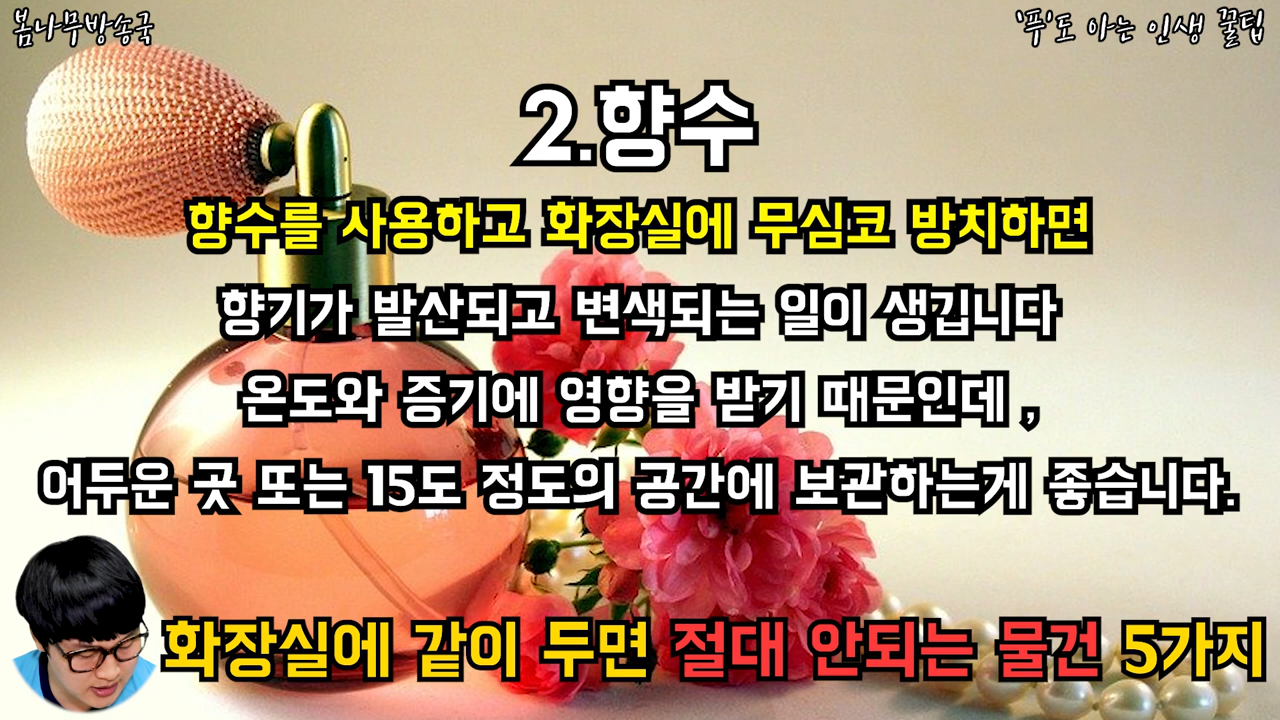 봄나무방송국
'푸'도 아는 인생 꿀팁
2.향수
향수를 사용하고 화장실에 무심코 방치하면
향기가 발산되고 변색되는 일이 생깁니다
온도와 증기에 영향을 받기 때문인데 ,
어두운 곳 또는 15도 정도의 공간에 보관하는게 좋습니다.
화장실에 같이 두면 절대 안되는 물건 5가지